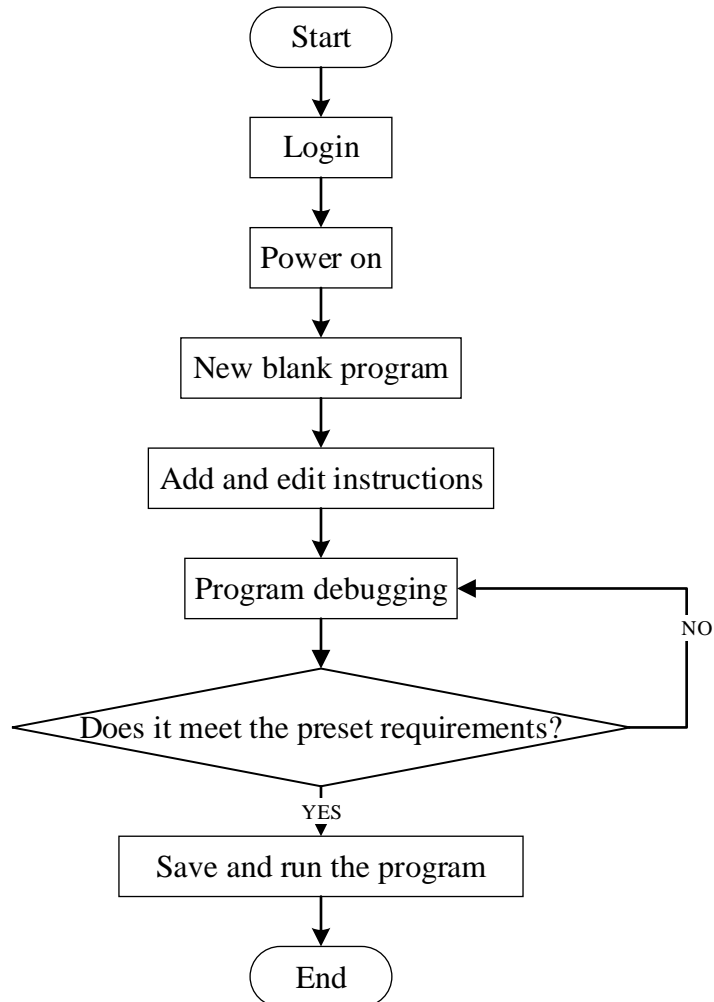 Start
Login
Power on
New blank program
Add and edit instructions
Program debugging
NO
Does it meet the preset requirements?
YES
Save and run the program
End